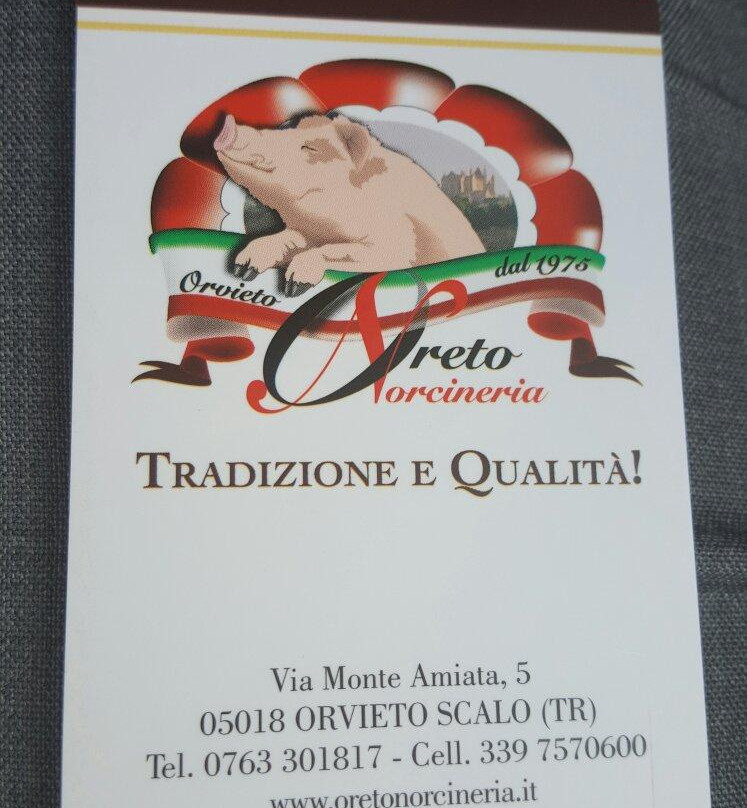 Orvieto
dal 1975
Oreto
Norcineria
TRADIZIONE E QUALITÀ!
Via Monte Amiata, 5
05018 ORVIETO SCALO (TR)
Tel. 0763 301817 - Cell. 339 7570600
www.oretonorcineria.it